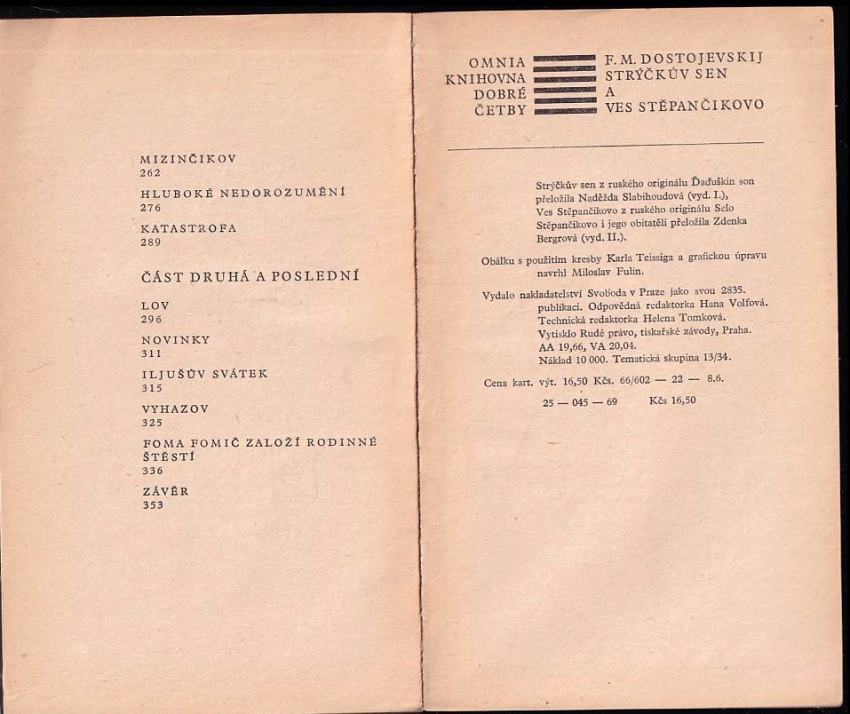 MIZINČIKOV
262
HLUBOKÉ NEDOROZUMĚNÍ
276
KATASTROFA
289
ČÁST DRUHÁ A POSLEDNÍ
LOV
296
NOVINKY
311
ILJUŠŮV SVÁTEK
315
VYHAZOV
325
FOMA FOMIČ ZALOŽÍ RODINNÉ
ŠTĚSTÍ
336
ZÁVĚR
353
OMNIA
KNIHOVNA
DOBRÉ
ČETBY
F. M. DOSTOJEVSKIJ
STRÝČKŮV SEN
A
VES STĚPANČIKOVO
Strýčkův sen z ruského originálu Ďaďuškin son
přeložila Naděžda Slabihoudová (vyd. I.),
Ves Stěpančikovo z ruského originálu Selo
Stěpančikovo i jego obitatěli přeložila Zdenka
Bergrová (vyd. II.).
Obálku s použitím kresby Karla Teissiga a grafickou úpravu
navrhl Miloslav Fulín.
Vydalo nakladatelství Svoboda v Praze jako svou 2835.
publikaci. Odpovědná redaktorka Hana Volfová.
Technická redaktorka Helena Tomková.
Vytisklo Rudé právo, tiskařské závody, Praha.
AA 19,66, VA 20,04.
Náklad 10 000. Tematická skupina 13/34.
Cena kart. výt. 16,50 Kčs. 66/602 — 22 — 8.6.
25 — 045 — 69 Kčs 16,50